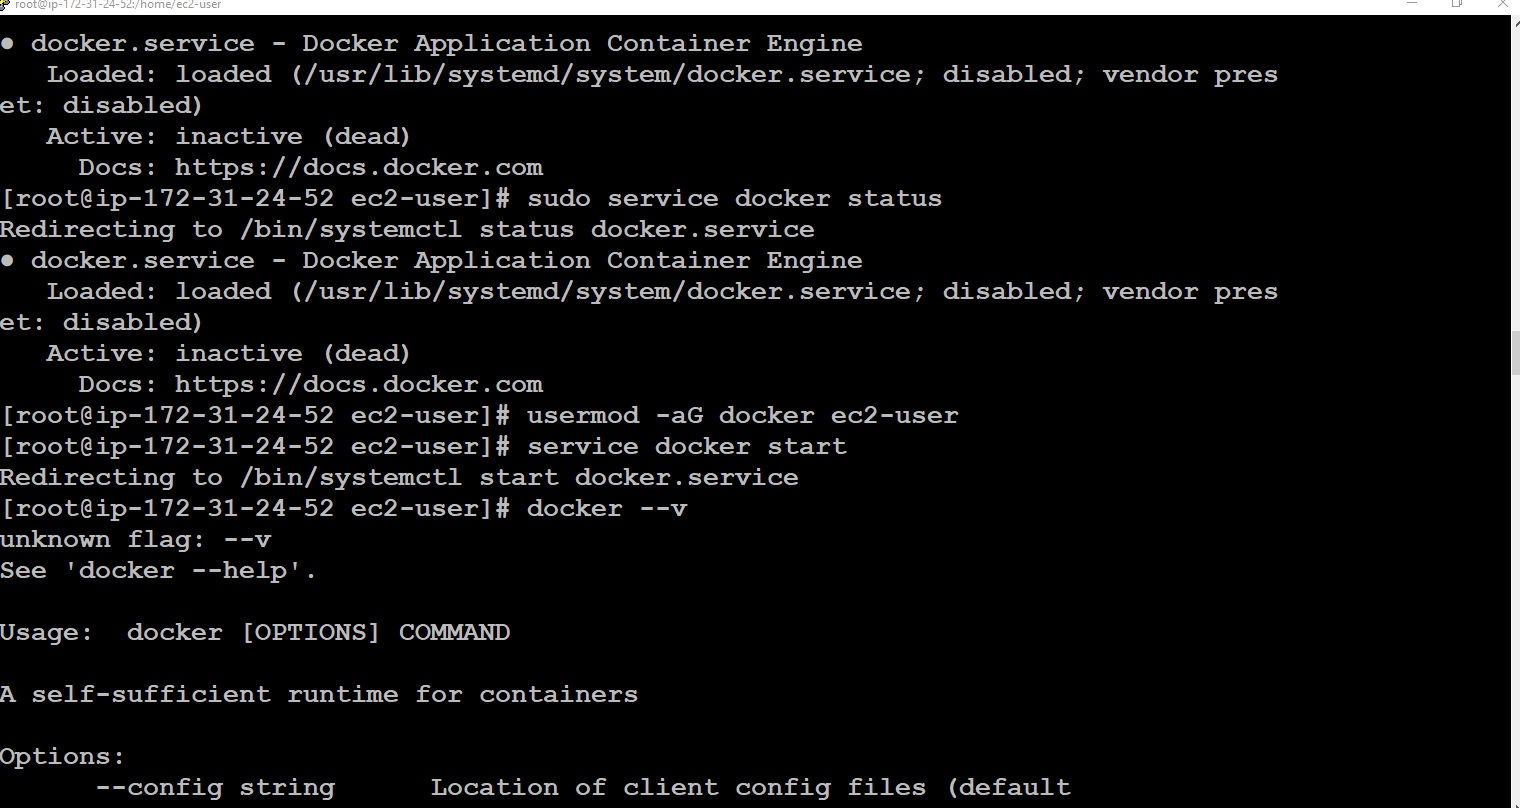 root@ip-172-31-24-52:/home/ec2-user
● docker.service - Docker Application Container Engine
   Loaded: loaded (/usr/lib/systemd/system/docker.service; disabled; vendor pres
et: disabled)
   Active: inactive (dead)
     Docs: https://docs.docker.com
[root@ip-172-31-24-52 ec2-user]# sudo service docker status
Redirecting to /bin/systemctl status docker.service
● docker.service - Docker Application Container Engine
   Loaded: loaded (/usr/lib/systemd/system/docker.service; disabled; vendor pres
et: disabled)
   Active: inactive (dead)
     Docs: https://docs.docker.com
[root@ip-172-31-24-52 ec2-user]# usermod -aG docker ec2-user
[root@ip-172-31-24-52 ec2-user]# service docker start
Redirecting to /bin/systemctl start docker.service
[root@ip-172-31-24-52 ec2-user]# docker --v
unknown flag: --v
See 'docker --help'.

Usage:  docker [OPTIONS] COMMAND

A self-sufficient runtime for containers

Options:
      --config string      Location of client config files (default